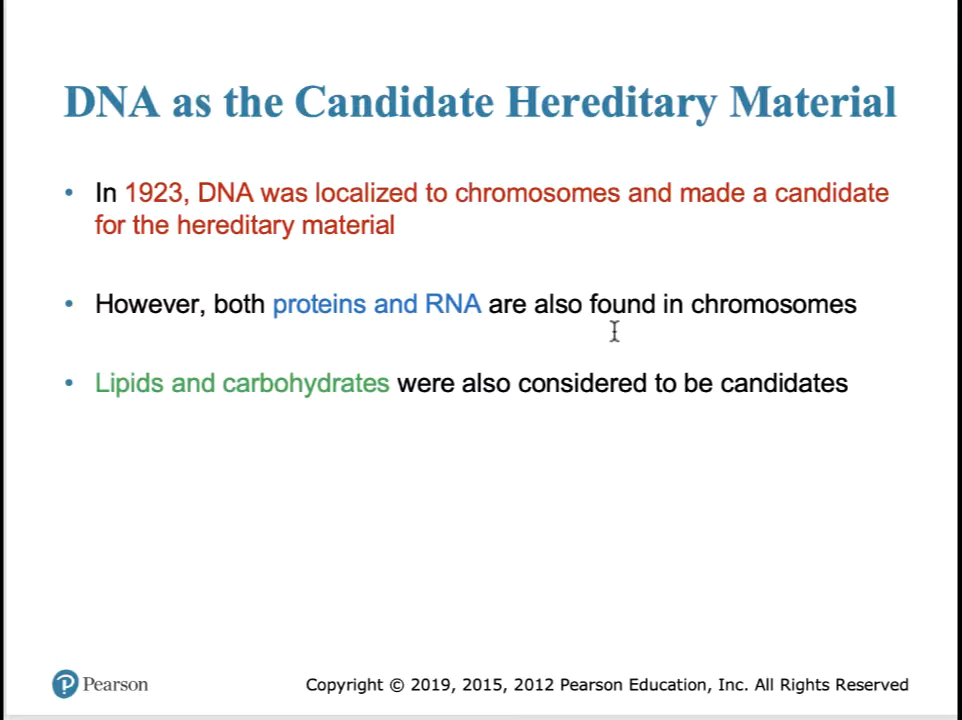 DNA as the Candidate Hereditary Material
• In 1923, DNA was localized to chromosomes and made a candidate
for the hereditary material
• However, both proteins and RNA are also found in chromosomes
• Lipids and carbohydrates were also considered to be candidates
Pearson
Copyright © 2019, 2015, 2012 Pearson Education, Inc. All Rights Reserved